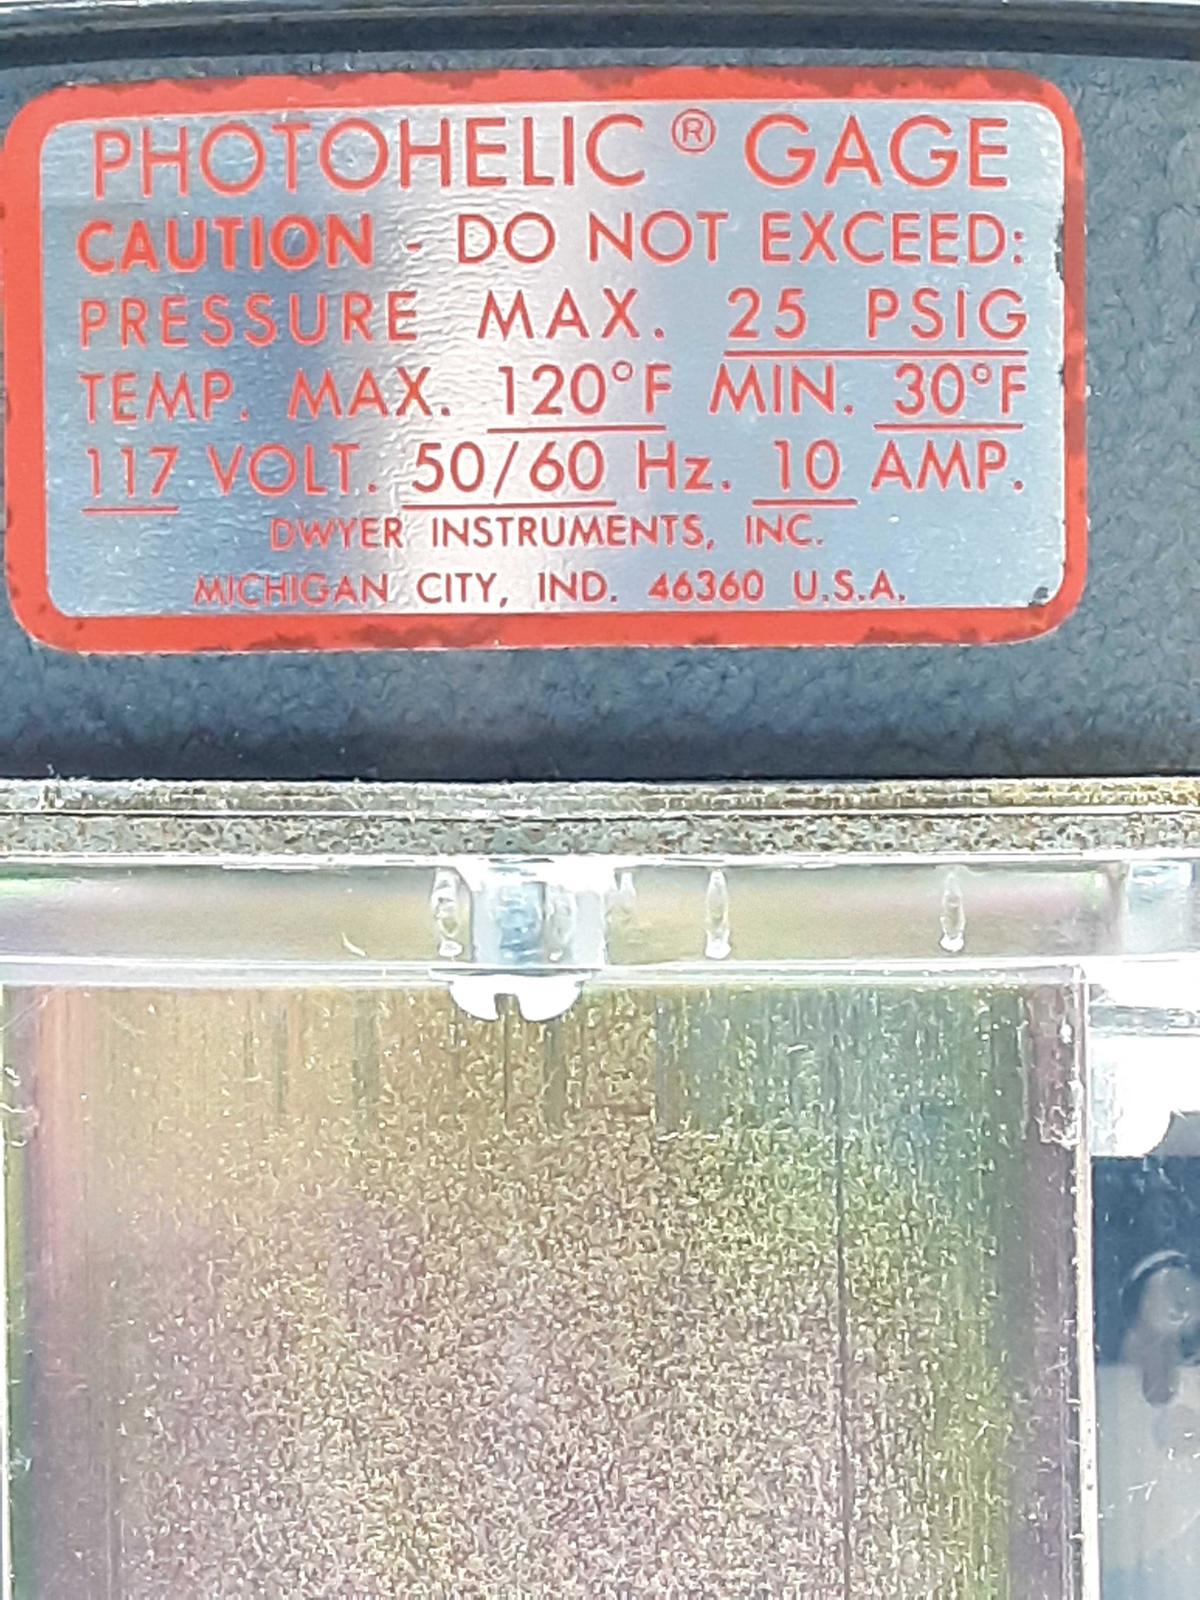 PHOTOHELIC ® GAGE
CAUTION - DO NOT EXCEED:
PRESSURE MAX. 25 PSIG
TEMP. MAX. 120°F MIN. 30°F
117 VOLT. 50/60 Hz. 10 AMP.
DWYER INSTRUMENTS, INC.
MICHIGAN CITY, IND. 46360 U.S.A.